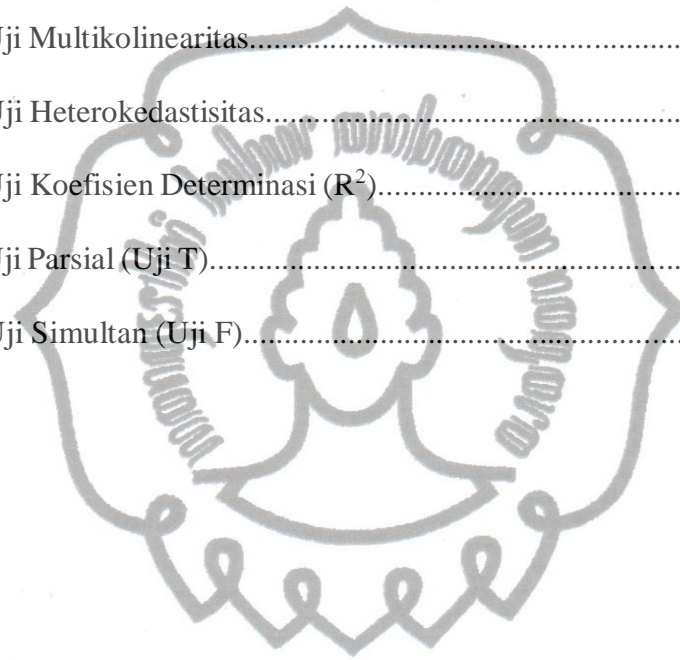 Uji Multikolinearitas..........................................................................
Uji Heterokedastisitas.......................................................................
Uji Koefisien Determinasi (R²).....................................................
Uji Parsial (Uji T)................................................................................
Uji Simultan (Uji F)...........................................................................